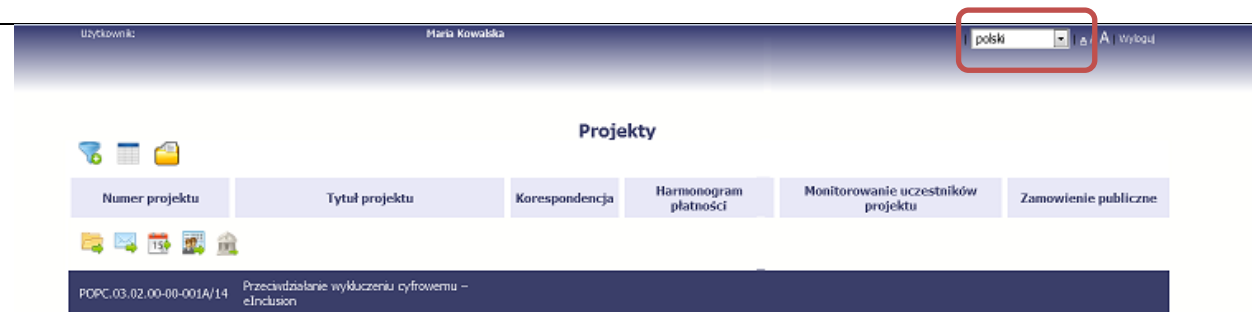 Użytkownik: Maria Kowalska | polski | A A A | Wyloguj
Projekty
Numer projektu Tytuł projektu Korespondencja Harmonogram płatności Monitorowanie uczestników projektu Zamowienie publiczne
15
POPC.03.02.00-00-001A/14 Przeciwdziałanie wykluczeniu cyfrowemu –
eInclusion